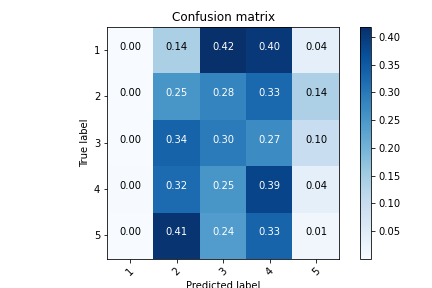 Confusion matrix
1 0.00 0.14 0.42 0.40 0.04
2 0.00 0.25 0.28 0.33 0.14
3 0.00 0.34 0.30 0.27 0.10
4 0.00 0.32 0.25 0.39 0.04
5 0.00 0.41 0.24 0.33 0.01
1 2 3 4 5
True label
Predicted label
0.40
0.35
0.30
0.25
0.20
0.15
0.10
0.05